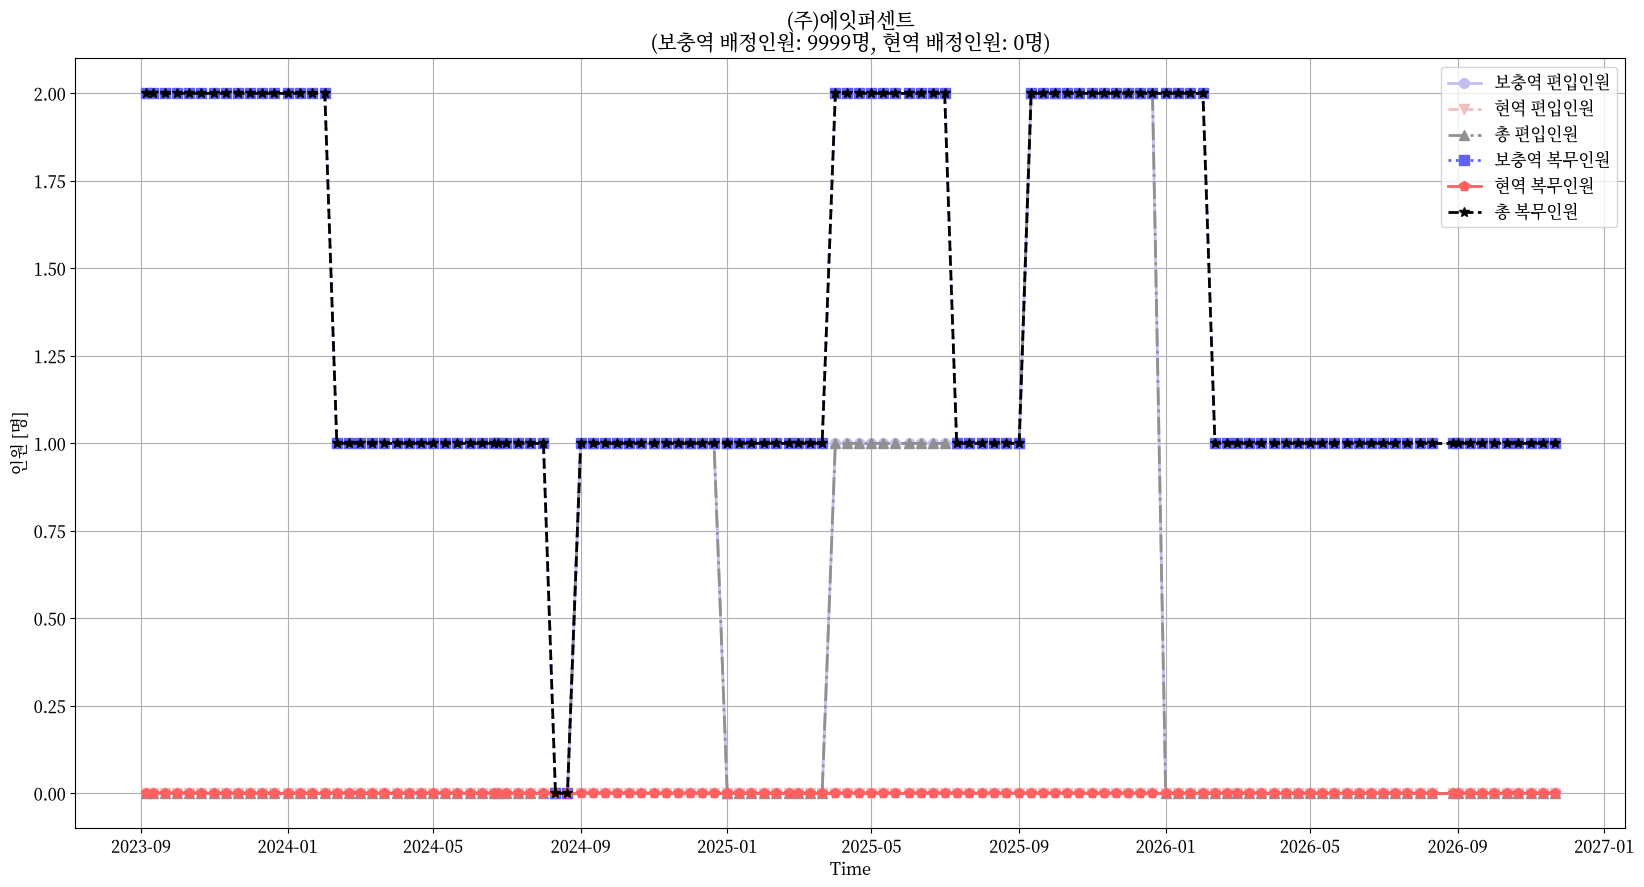 (주)에잇퍼센트
(보충역 배정인원: 9999명, 현역 배정인원: 0명)
보충역 편입인원
현역 편입인원
총 편입인원
보충역 복무인원
현역 복무인원
총 복무인원
인원 [명]
2.00
1.75
1.50
1.25
1.00
0.75
0.50
0.25
0.00
2023-09 2024-01 2024-05 2024-09 2025-01 2025-05 2025-09 2026-01 2026-05 2026-09 2027-01
Time